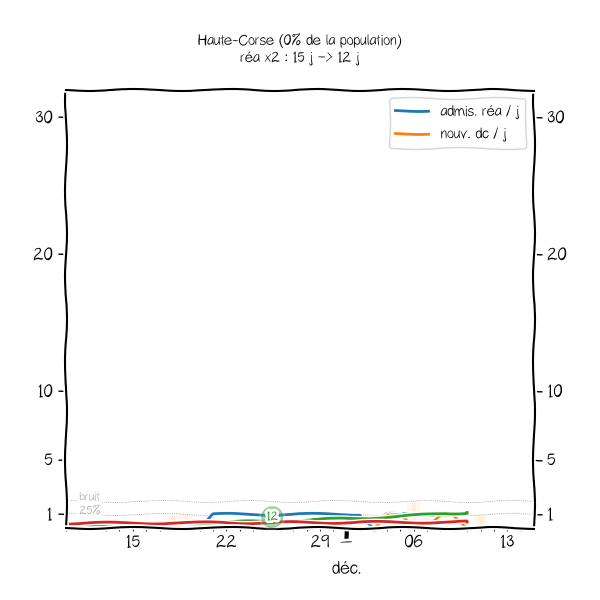 Haute-Corse (0% de la population)
réa x2 : 15 j -> 12 j
admis. réa / j
nouv. dc / j
30
30
20
20
10
10
5
5
bruit
25%
1
1
12
15
22
29
06
13
déc.